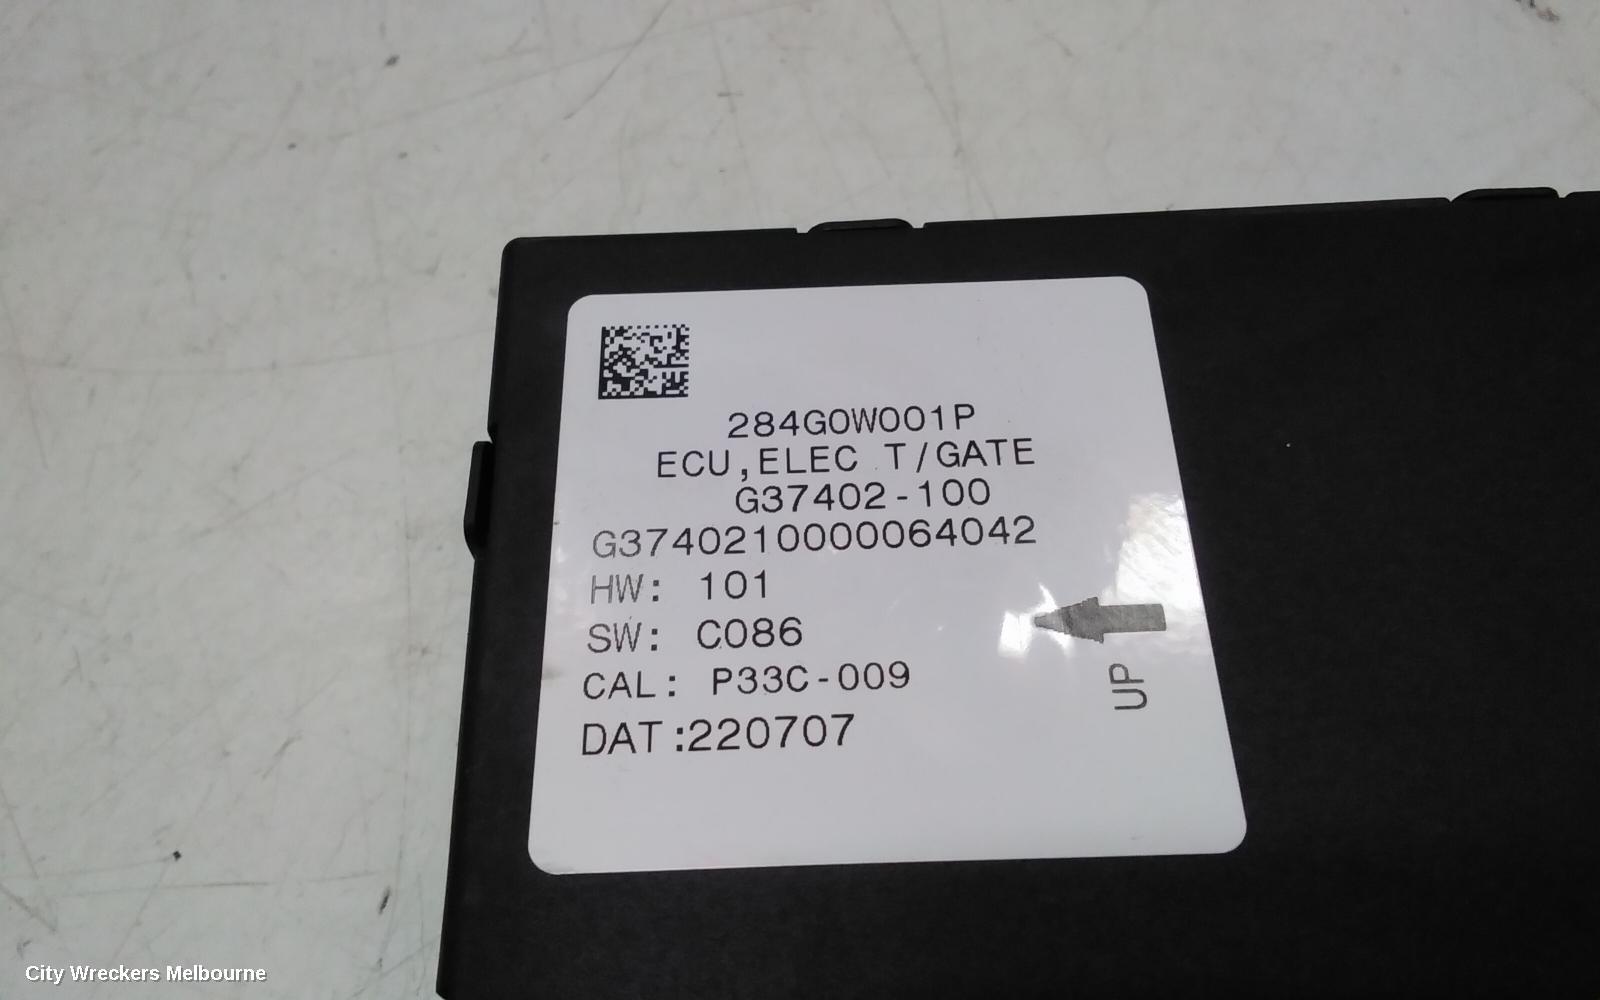 284G0W001P
ECU,ELEC T/GATE
G37402-100
G3740210000064042
HW: 101
SW: C086
CAL: P33C-009
DAT:220707
UP
City Wreckers Melbourne